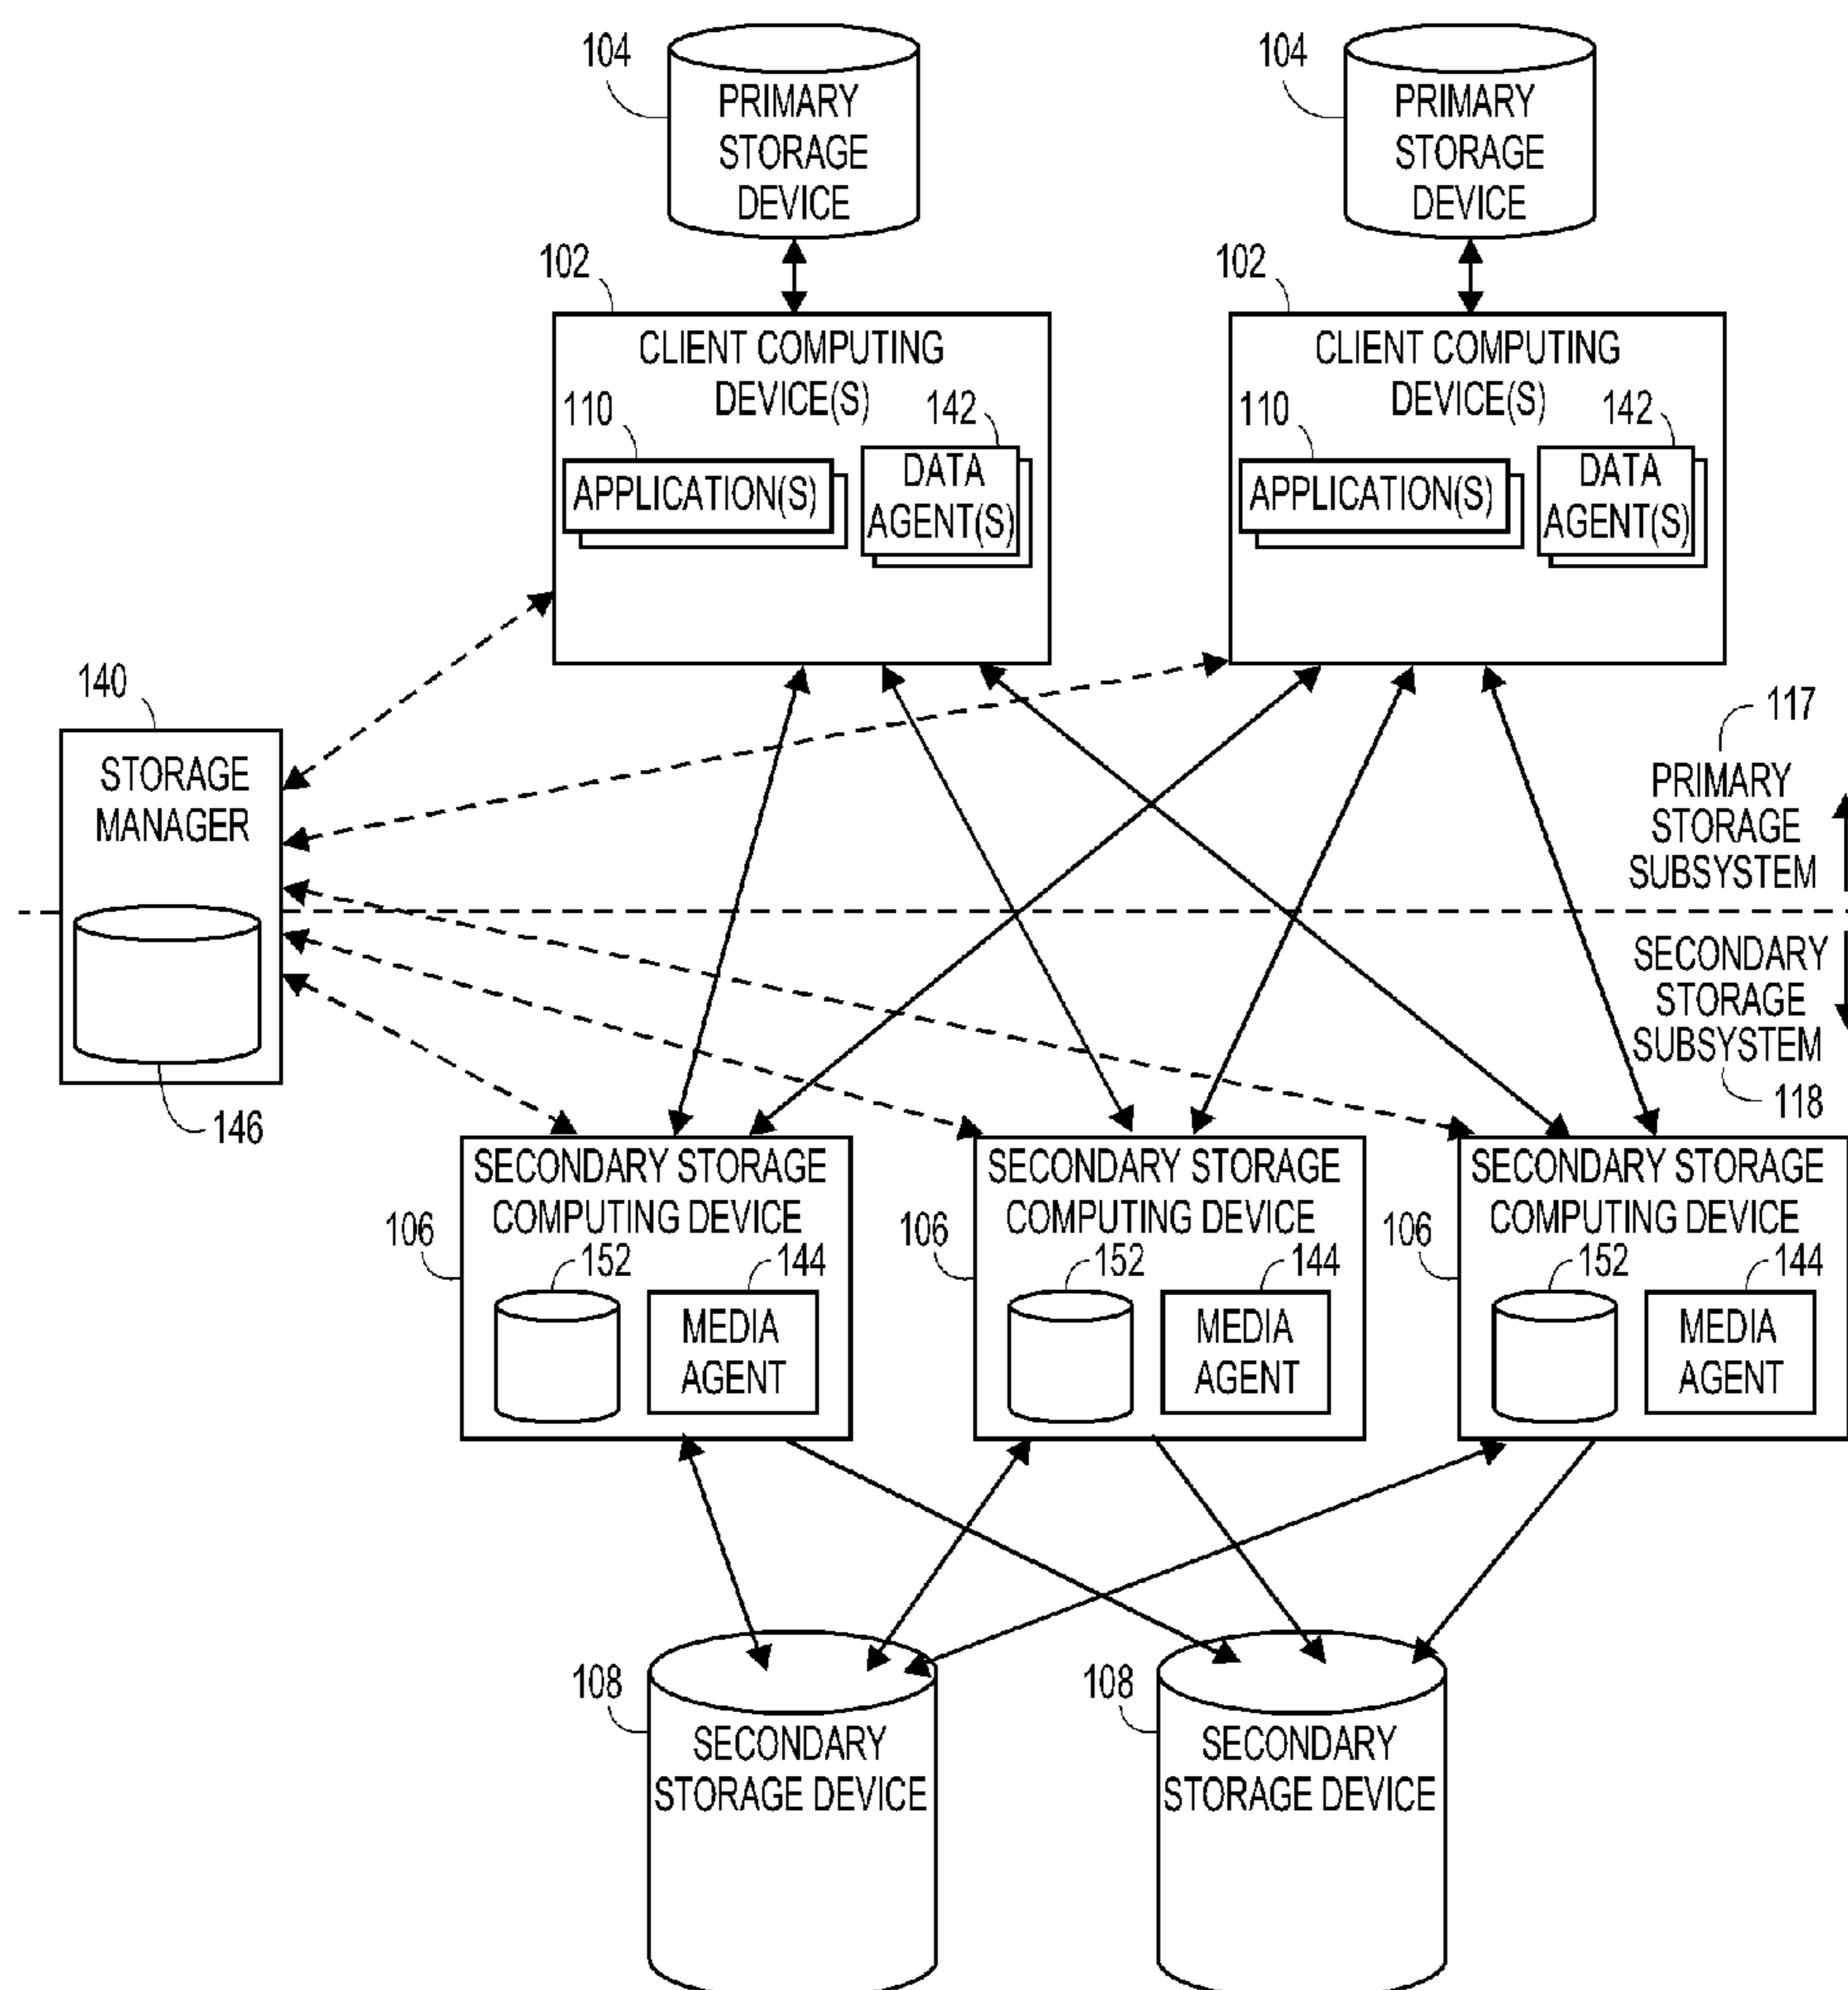 104
PRIMARY
STORAGE
DEVICE
104
PRIMARY
STORAGE
DEVICE
102
CLIENT COMPUTING
DEVICE(S)
110
142
APPLICATION(S)
DATA
AGENT(S)
102
CLIENT COMPUTING
DEVICE(S)
110
142
APPLICATION(S)
DATA
AGENT(S)
140
STORAGE
MANAGER
146
117
PRIMARY
STORAGE
SUBSYSTEM
SECONDARY
STORAGE
SUBSYSTEM
118
106
SECONDARY STORAGE
COMPUTING DEVICE
152
144
MEDIA
AGENT
106
SECONDARY STORAGE
COMPUTING DEVICE
152
144
MEDIA
AGENT
106
SECONDARY STORAGE
COMPUTING DEVICE
152
144
MEDIA
AGENT
108
SECONDARY
STORAGE DEVICE
108
SECONDARY
STORAGE DEVICE